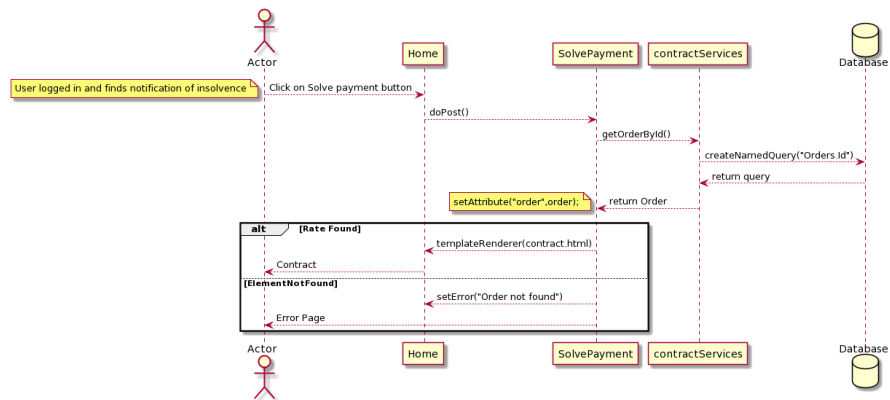 Actor
Home
SolvePayment
contractServices
Database
User logged in and finds notification of insolvence
Click on Solve payment button
doPost()
getOrderById()
createNamedQuery("Orders.Id")
return query
setAttribute("order",order);
return Order
alt
[Rate Found]
templateRenderer(contract.html)
Contract
[ElementNotFound]
setError("Order not found")
Error Page
Actor
Home
SolvePayment
contractServices
Database